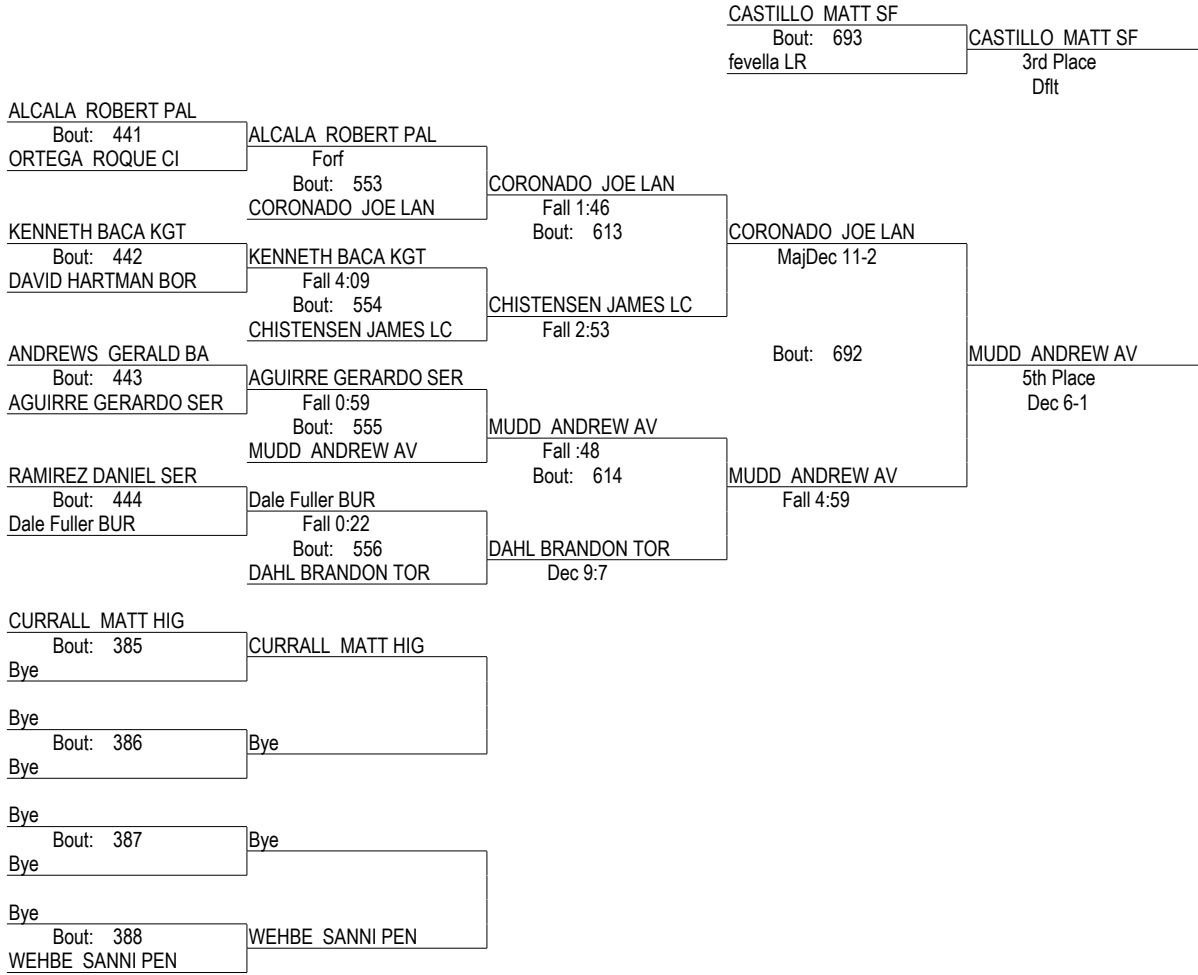 CASTILLO MATT SF
Bout: 693
CASTILLO MATT SF
fevella LR
3rd Place
Dflt
ALCALA ROBERT PAL
Bout: 441
ALCALA ROBERT PAL
ORTEGA ROQUE CI
Forf
Bout: 553
CORONADO JOE LAN
CORONADO JOE LAN
Fall 1:46
KENNETH BACA KGT
Bout: 613
CORONADO JOE LAN
Bout: 442
KENNETH BACA KGT
MajDec 11-2
DAVID HARTMAN BOR
Fall 4:09
Bout: 554
CHISTENSEN JAMES LC
CHISTENSEN JAMES LC
Fall 2:53
ANDREWS GERALD BA
Bout: 692
MUDD ANDREW AV
Bout: 443
AGUIRRE GERARDO SER
5th Place
AGUIRRE GERARDO SER
Fall 0:59
Dec 6-1
Bout: 555
MUDD ANDREW AV
MUDD ANDREW AV
Fall :48
RAMIREZ DANIEL SER
Bout: 614
MUDD ANDREW AV
Bout: 444
Dale Fuller BUR
Fall 4:59
Dale Fuller BUR
Fall 0:22
Bout: 556
DAHL BRANDON TOR
DAHL BRANDON TOR
Dec 9:7
CURRALL MATT HIG
Bout: 385
CURRALL MATT HIG
Bye
Bye
Bout: 386
Bye
Bye
Bye
Bout: 387
Bye
Bye
Bye
Bout: 388
WEHBE SANNI PEN
WEHBE SANNI PEN